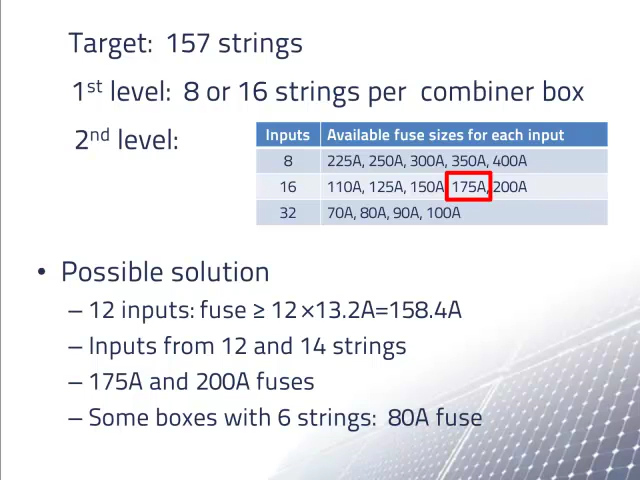 Target: 157 strings
1st level: 8 or 16 strings per combiner box
2nd level:
Inputs Available fuse sizes for each input
8 225A, 250A, 300A, 350A, 400A
16 110A, 125A, 150A, 175A, 200A
32 70A, 80A, 90A, 100A
• Possible solution
– 12 inputs: fuse ≥ 12×13.2A=158.4A
– Inputs from 12 and 14 strings
– 175A and 200A fuses
– Some boxes with 6 strings: 80A fuse